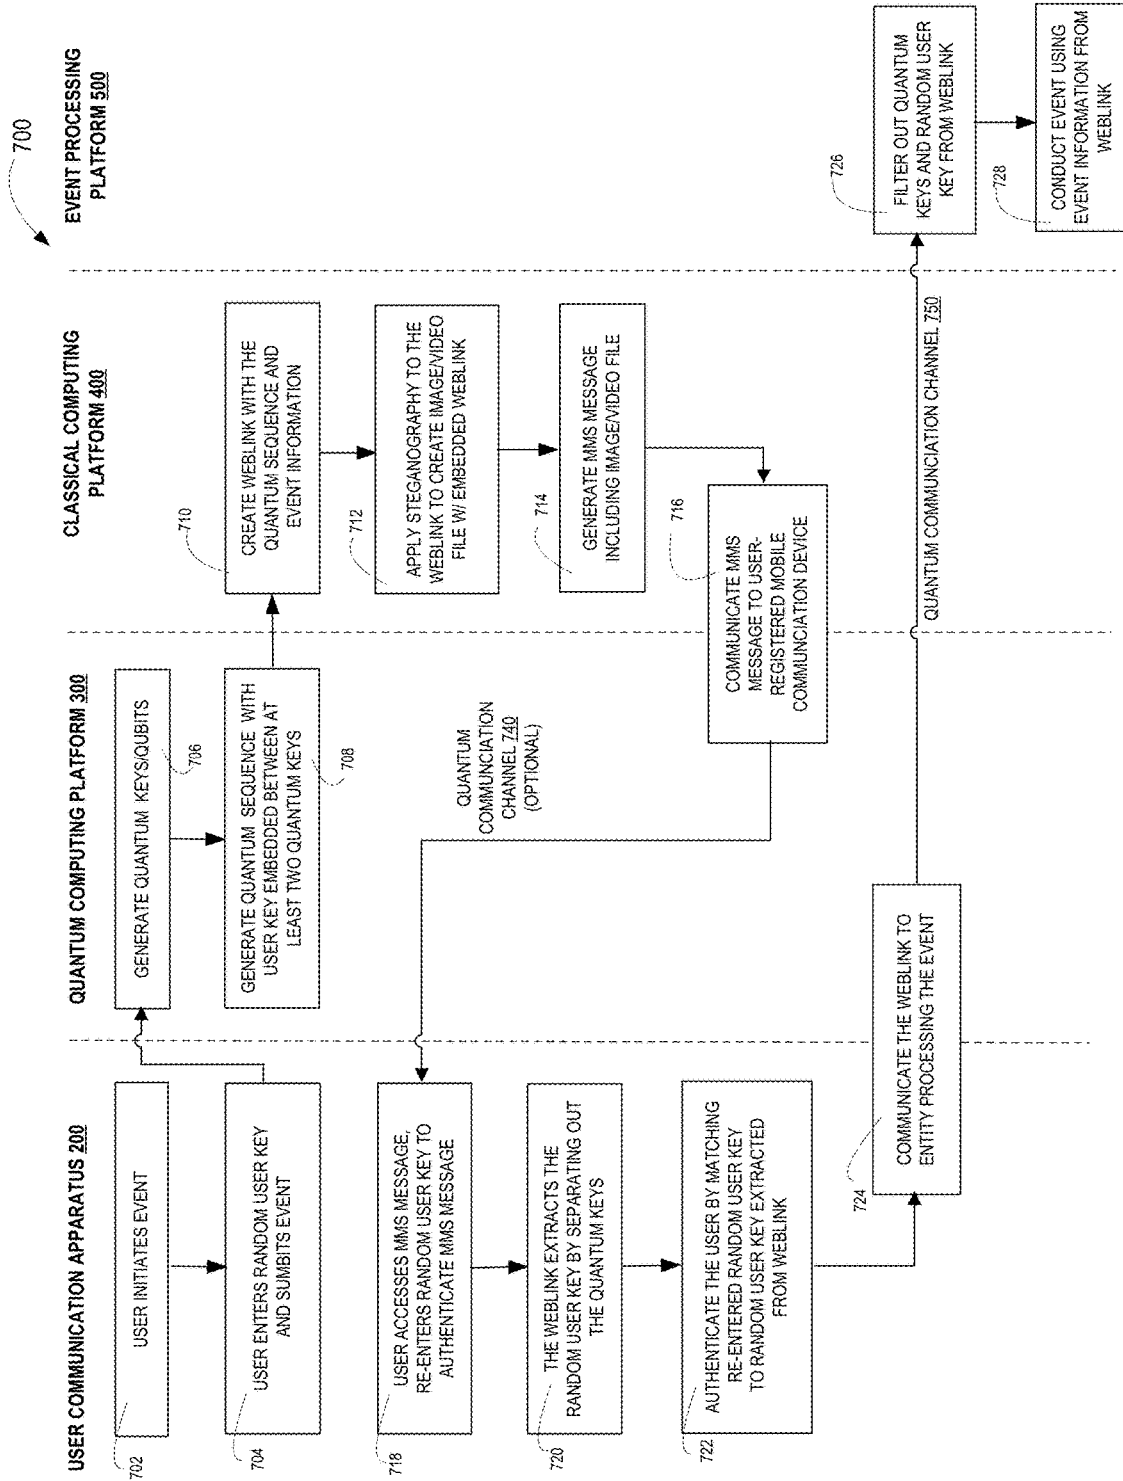 700
USER COMMUNICATION APPARATUS 200
QUANTUM COMPUTING PLATFORM 300
CLASSICAL COMPUTING
PLATFORM 400
EVENT PROCESSING
PLATFORM 500
702
USER INITIATES EVENT
704
USER ENTERS RANDOM USER KEY
AND SUMBITS EVENT
GENERATE QUANTUM KEYS/QUBITS
706
GENERATE QUANTUM SEQUENCE WITH
USER KEY EMBEDDED BETWEEN AT
LEAST TWO QUANTUM KEYS
708
710
CREATE WEBLINK WITH THE
QUANTUM SEQUENCE AND
EVENT INFORMATION
712
APPLY STEGANOGRAPHY TO THE
WEBLINK TO CREATE IMAGE/VIDEO
FILE W/ EMBEDDED WEBLINK
714
GENERATE MMS MESSAGE
INCLUDING IMAGE/VIDEO FILE
716
COMMUNICATE MMS
MESSAGE TO USER-
REGISTERED MOBILE
COMMUNCIATION DEVICE
QUANTUM
COMMUNCIATION
CHANNEL 740
(OPTIONAL)
718
USER ACCESSES MMS MESSAGE,
RE-ENTERS RANDOM USER KEY TO
AUTHENTICATE MMS MESSAGE
720
THE WEBLINK EXTRACTS THE
RANDOM USER KEY BY SEPARATING OUT
THE QUANTUM KEYS
722
AUTHENTICATE THE USER BY MATCHING
RE-ENTERED RANDOM USER KEY
TO RANDOM USER KEY EXTRACTED
FROM WEBLINK
724
COMMUNICATE THE WEBLINK TO
ENTITY PROCESSING THE EVENT
QUANTUM COMMUNCIATION CHANNEL 750
726
FILTER OUT QUANTUM
KEYS AND RANDOM USER
KEY FROM WEBLINK
728
CONDUCT EVENT USING
EVENT INFORMATION FROM
WEBLINK